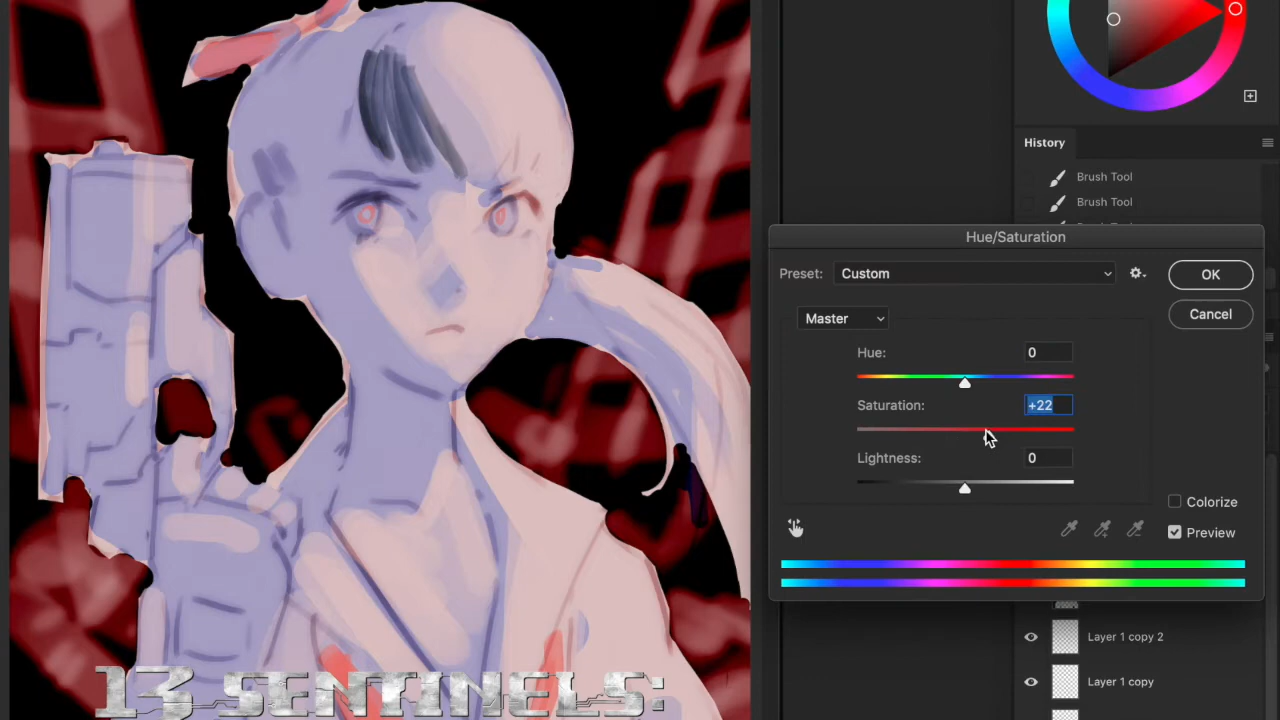 History
Brush Tool
Brush Tool
Hue/Saturation
Preset: Custom
OK
Master
Cancel
Hue: 0
Saturation: +22
Lightness: 0
Colorize
Preview
Layer 1 copy 2
Layer 1 copy
13 SENTINELS: